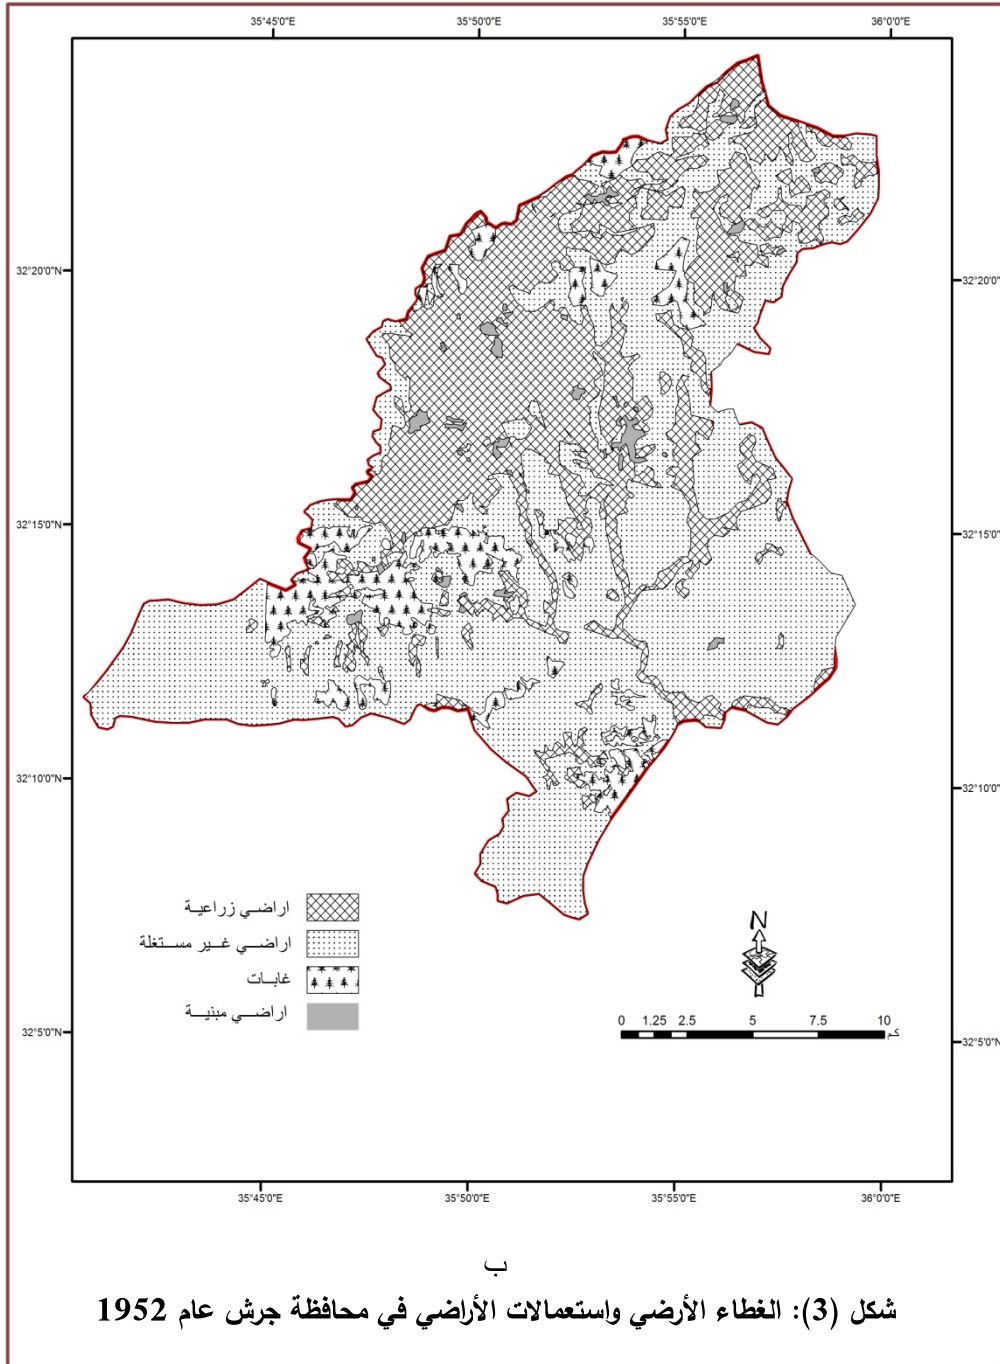 35°45'0"E 35°50'0"E 35°55'0"E 36°0'0"E
32°20'0"N
32°20'0"N
32°15'0"N
32°15'0"N
32°10'0"N
32°10'0"N
اراضي زراعية
اراضي غير مستغلة
غابات
اراضي مبنية
N
0 1.25 2.5 5 7.5 10
كم
32°5'0"N
32°5'0"N
35°45'0"E 35°50'0"E 35°55'0"E 36°0'0"E
ب
شكل (3): الغطاء الأرضي واستعمالات الأراضي في محافظة جرش عام 1952